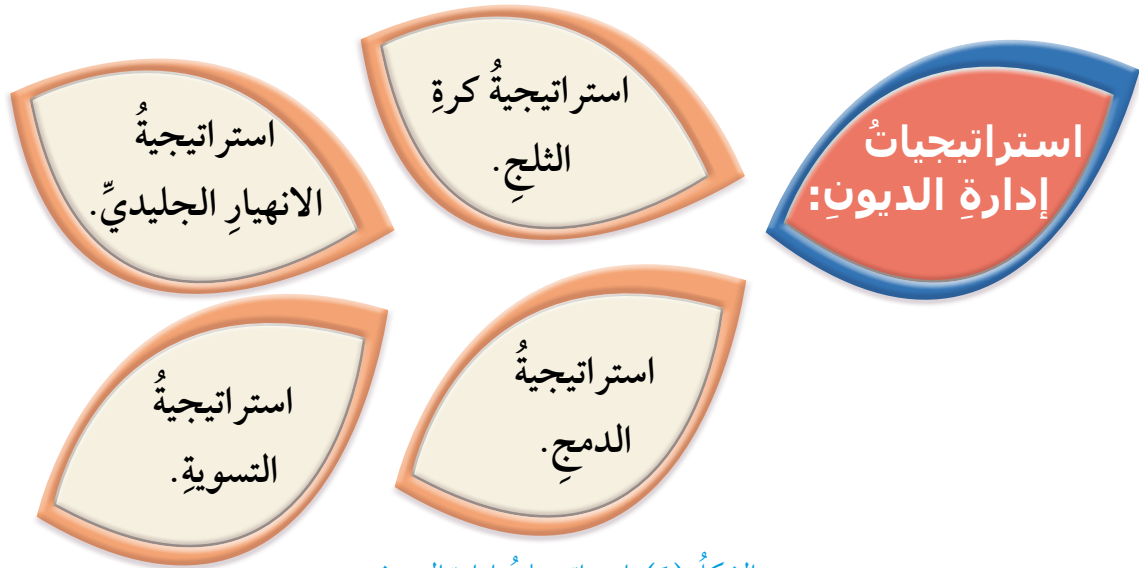 استراتيجياتُ
إدارةِ الديونِ:
استراتيجيةُ كرةِ
الثلجِ.
استراتيجيةُ
الانهيارِ الجليديِّ.
استراتيجيةُ
الدمجِ.
استراتيجيةُ
التسويةِ.